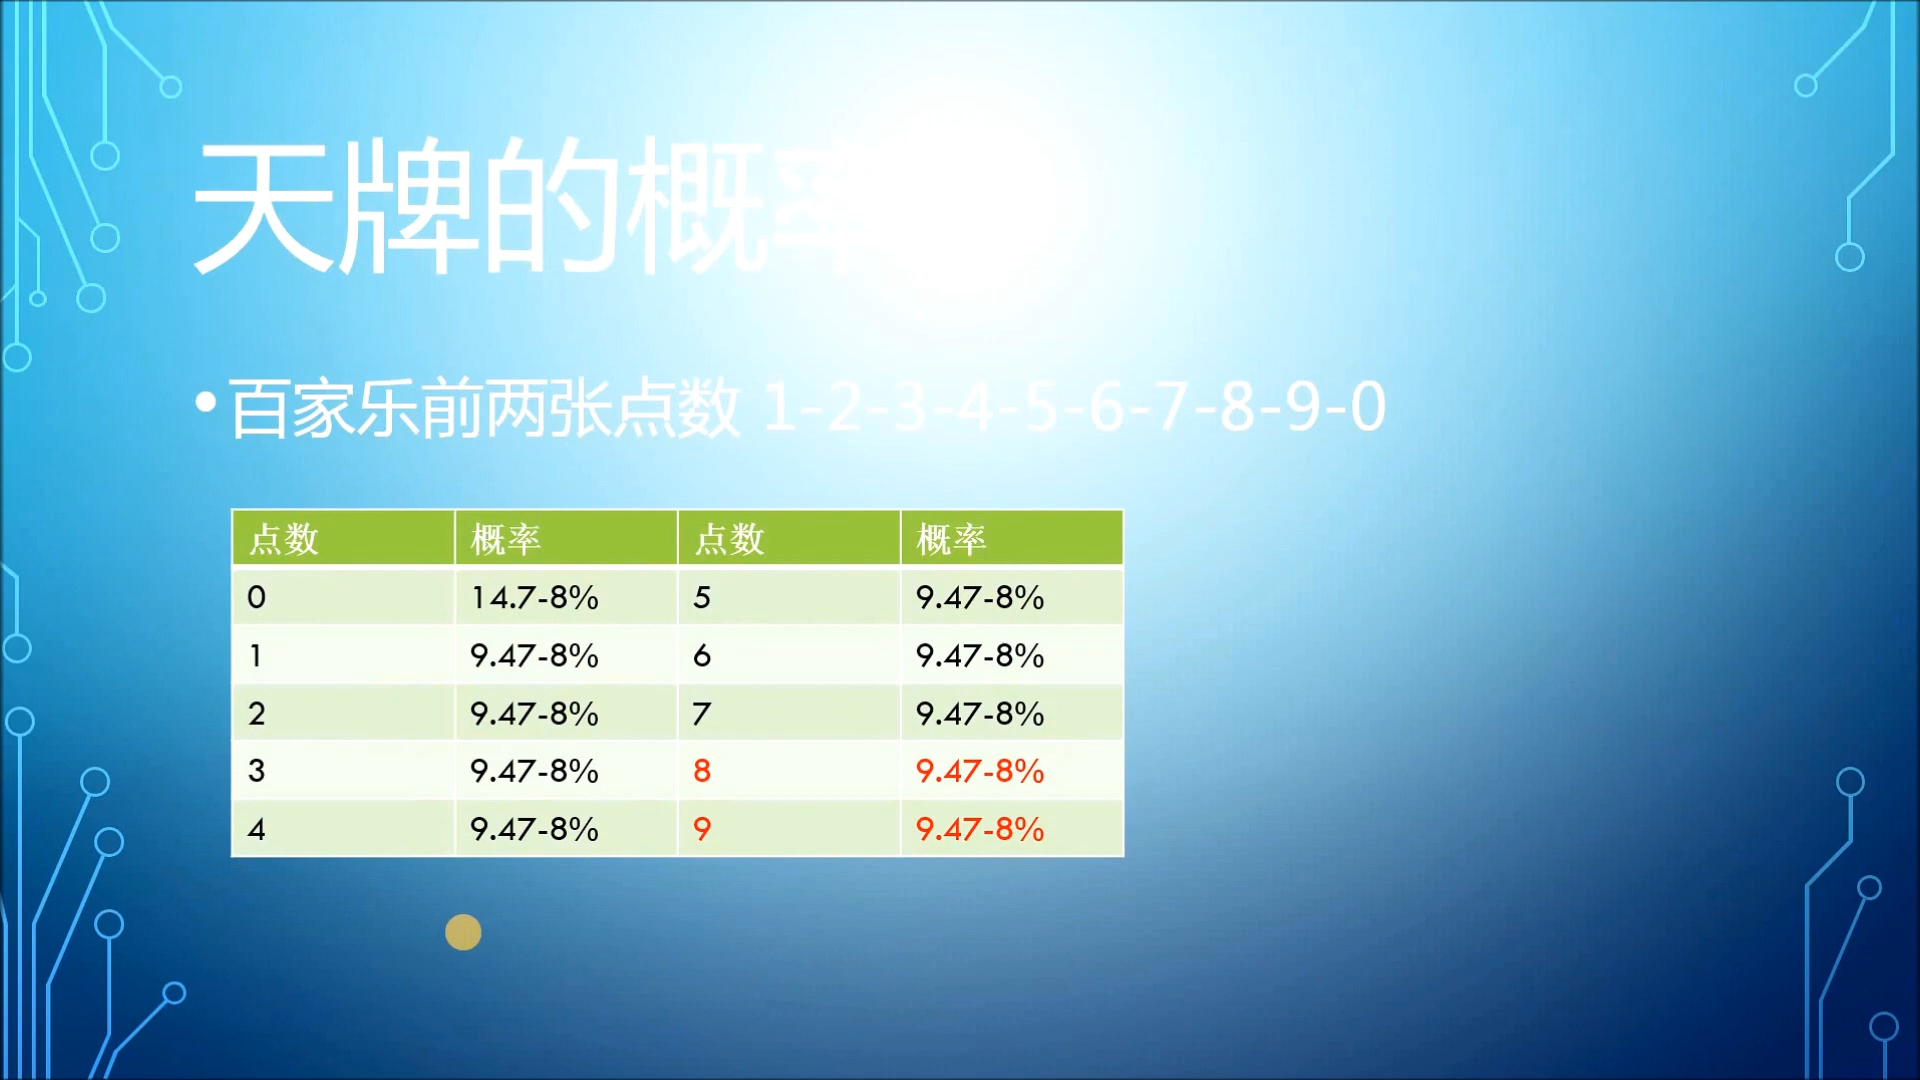 天牌的概率
•百家乐前两张点数 1-2-3-4-5-6-7-8-9-0
点数 概率 点数 概率
0 14.7-8% 5 9.47-8%
1 9.47-8% 6 9.47-8%
2 9.47-8% 7 9.47-8%
3 9.47-8% 8 9.47-8%
4 9.47-8% 9 9.47-8%